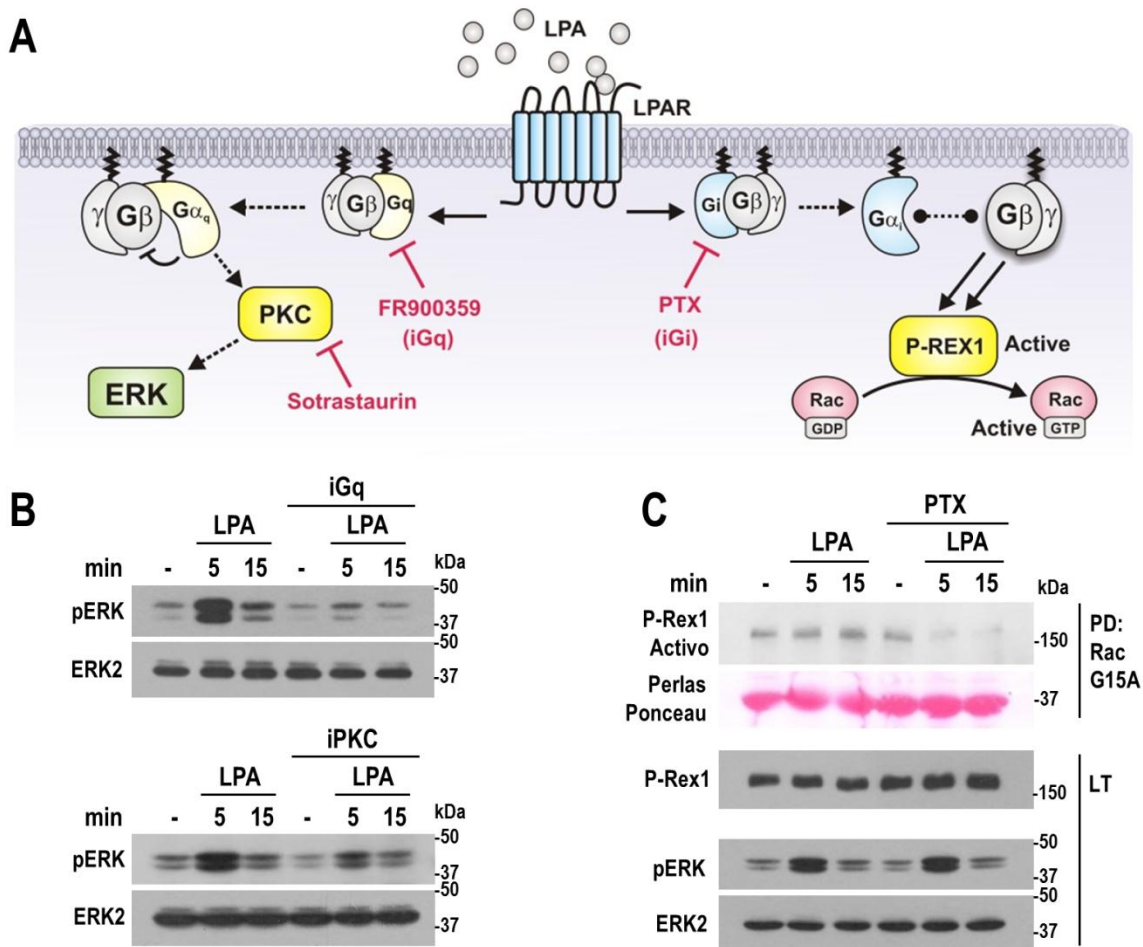 A
LPA
LPAR
γ Gβ Gαq
γ Gβ Gq
Gi Gβ γ
Gαi
Gβ γ
PKC
FR900359
(iGq)
PTX
(iGi)
P-REX1 Active
ERK
Sotrastaurin
Rac
GDP
Active
Rac
GTP
B
iGq
LPA
min - 5 15 - 5 15 kDa
LPA
pERK
-50
-37
ERK2
-50
-37
iPKC
LPA
LPA
min - 5 15 - 5 15 kDa
pERK
-50
-37
ERK2
-50
-37
C
PTX
LPA
LPA
min - 5 15 - 5 15 kDa
P-Rex1
Activo
-150
Perlas
Ponceau
-37
PD:
Rac
G15A
P-Rex1
-150
LT
pERK
-50
-37
ERK2
-50
-37